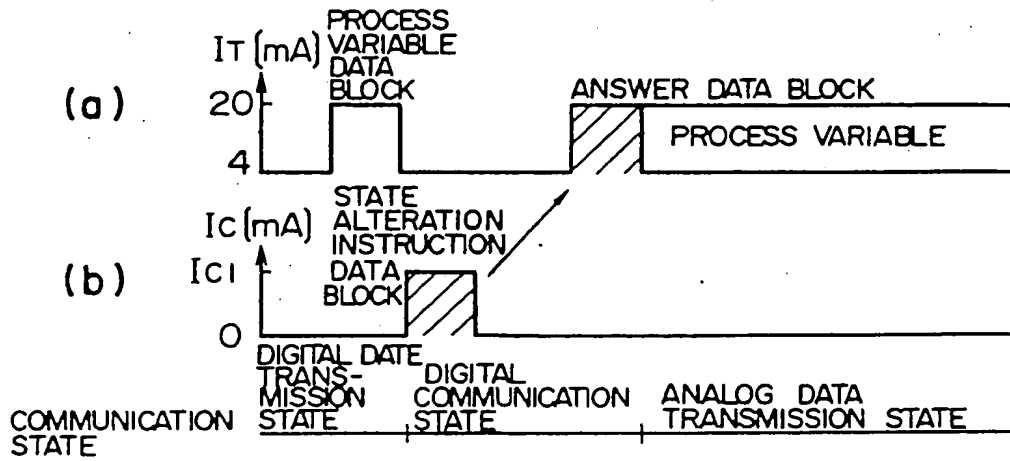 PROCESS
VARIABLE
DATA
BLOCK
IT (mA)
(a)
20
4
ANSWER DATA BLOCK
PROCESS VARIABLE
STATE
ALTERATION
INSTRUCTION
DATA
BLOCK
IC (mA)
(b)
IC1
0
DIGITAL DATE
TRANS-
MISSION
STATE
DIGITAL
COMMUNICATION
STATE
ANALOG DATA
TRANSMISSION STATE
COMMUNICATION
STATE